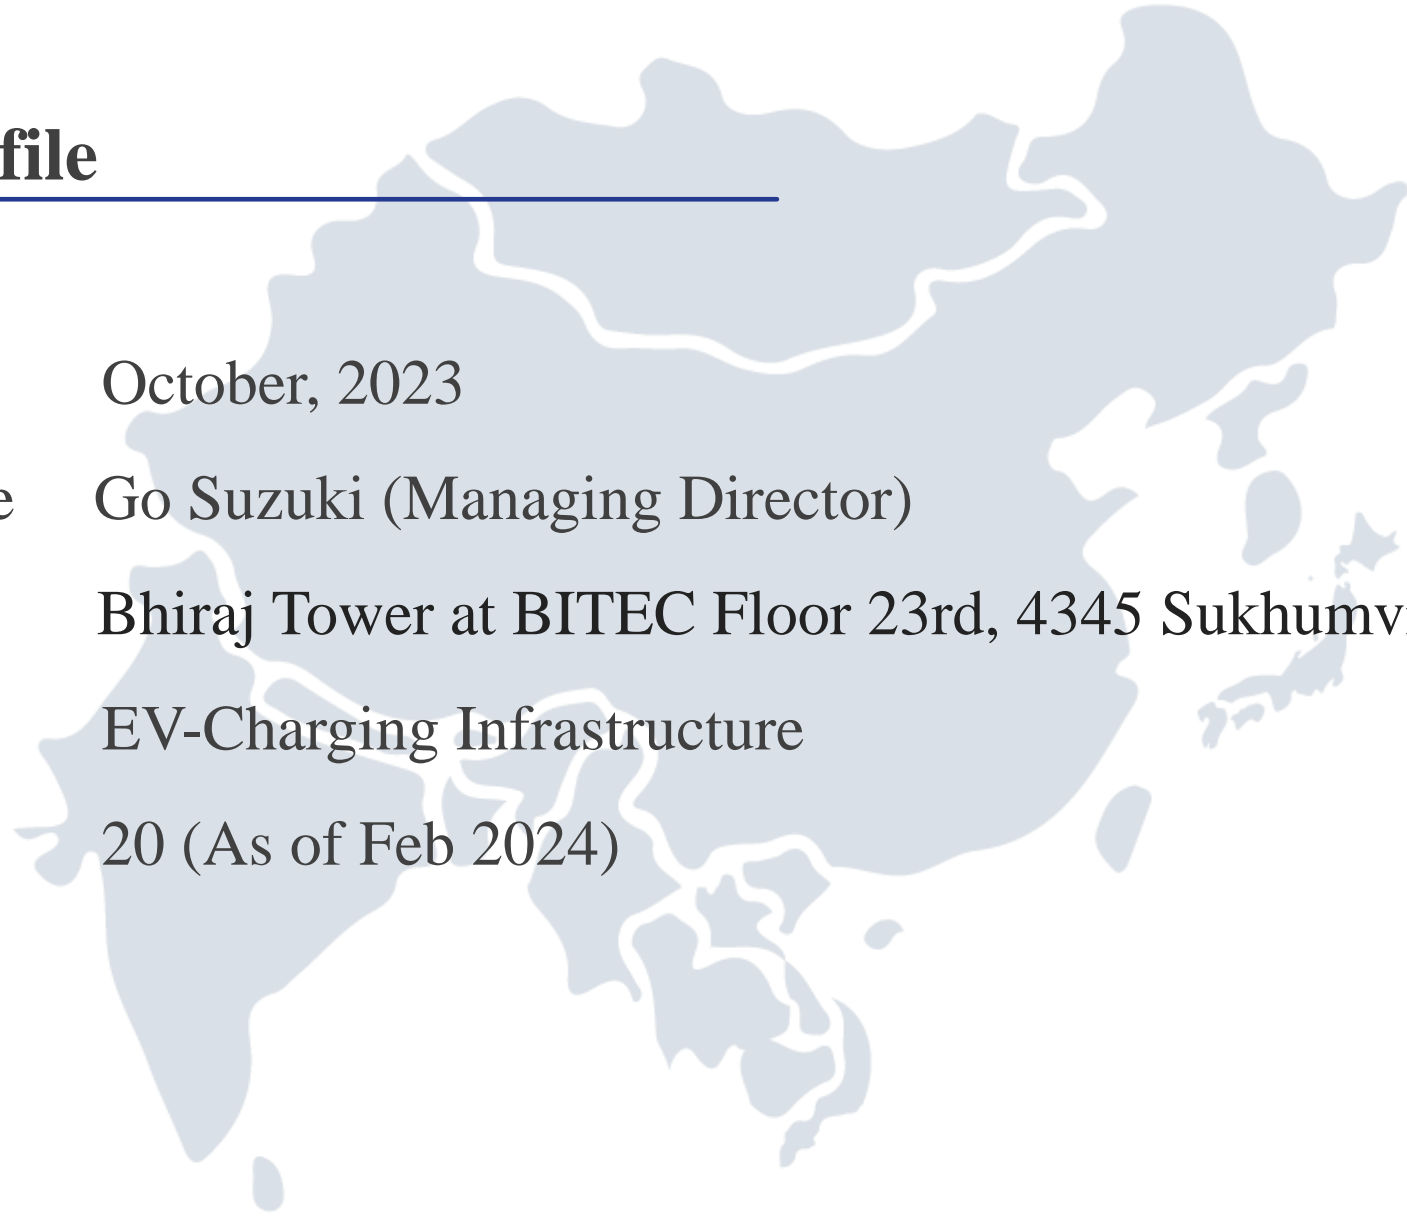 file
October, 2023
e Go Suzuki (Managing Director)
Bhiraj Tower at BITEC Floor 23rd, 4345 Sukhumv
EV-Charging Infrastructure
20 (As of Feb 2024)